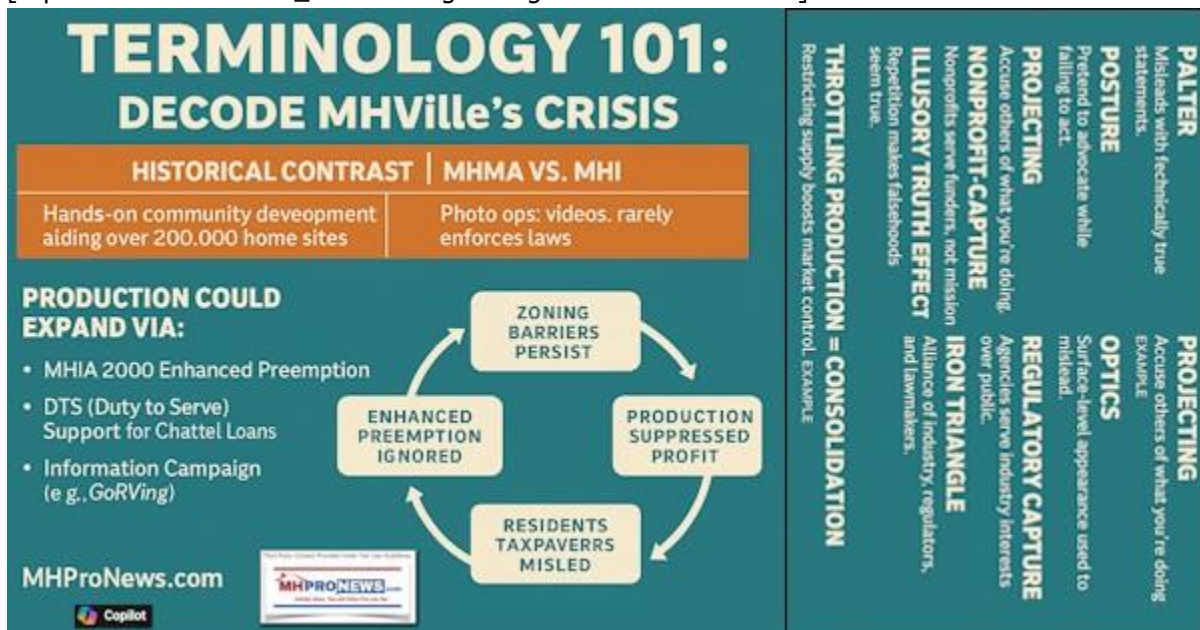 TERMINOLOGY 101:
DECODE MHVille's CRISIS
HISTORICAL CONTRAST | MHMA VS. MHI
Hands-on community deveopment
aiding over 200.000 home sites
Photo ops: videos. rarely
enforces laws
PRODUCTION COULD
EXPAND VIA:
• MHIA 2000 Enhanced Preemption
• DTS (Duty to Serve)
Support for Chattel Loans
• Information Campaign
(e g., GoRVing)
ZONING
BARRIERS
PERSIST
PRODUCTION
SUPPRESSED
PROFIT
RESIDENTS
TAXPAVERRS
MISLED
ENHANCED
PREEMPTION
IGNORED
MHProNews.com
Copilot
MHPRONEWS.com
PALTER
Misleads with technically true
statements.
POSTURE
Pretend to advocate while
failing to act.
PROJECTING
Accuse others of what you're doing.
NONPROFIT-CAPTURE
Nonprofits serve funders, not mission
ILLUSORY TRUTH EFFECT
Repetition makes falsehoods
seem true.
THROTTLING PRODUCTION = CONSOLIDATION
Restricting supply boosts market control. EXAMPLE
PROJECTING
Accuse others of what you're doing
EXAMPLE
OPTICS
Surface-level appearance used to
mislead.
REGULATORY CAPTURE
Agencies serve industry interests
over public.
IRON TRIANGLE
Alliance of industry, regulators,
and lawmakers.